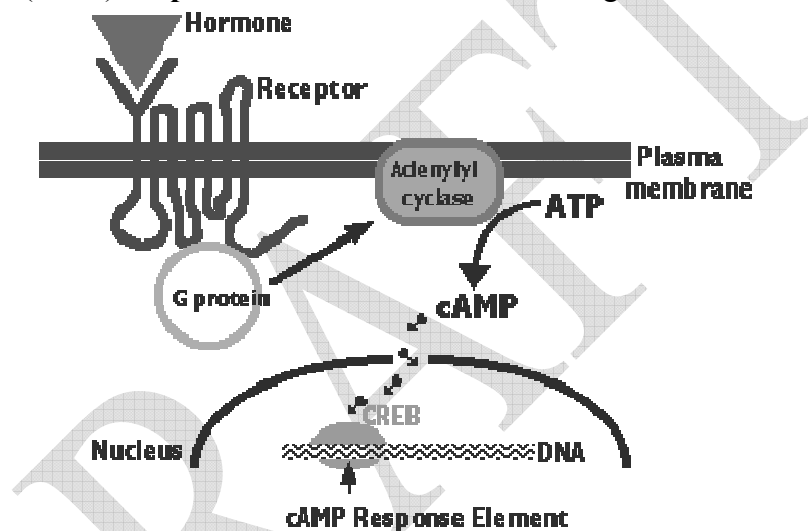 Hormone
Receptor
Plasma
membrane
Adenylyl
cyclase
ATP
G protein
cAMP
CREB
Nucleus
DNA
cAMP Response Element